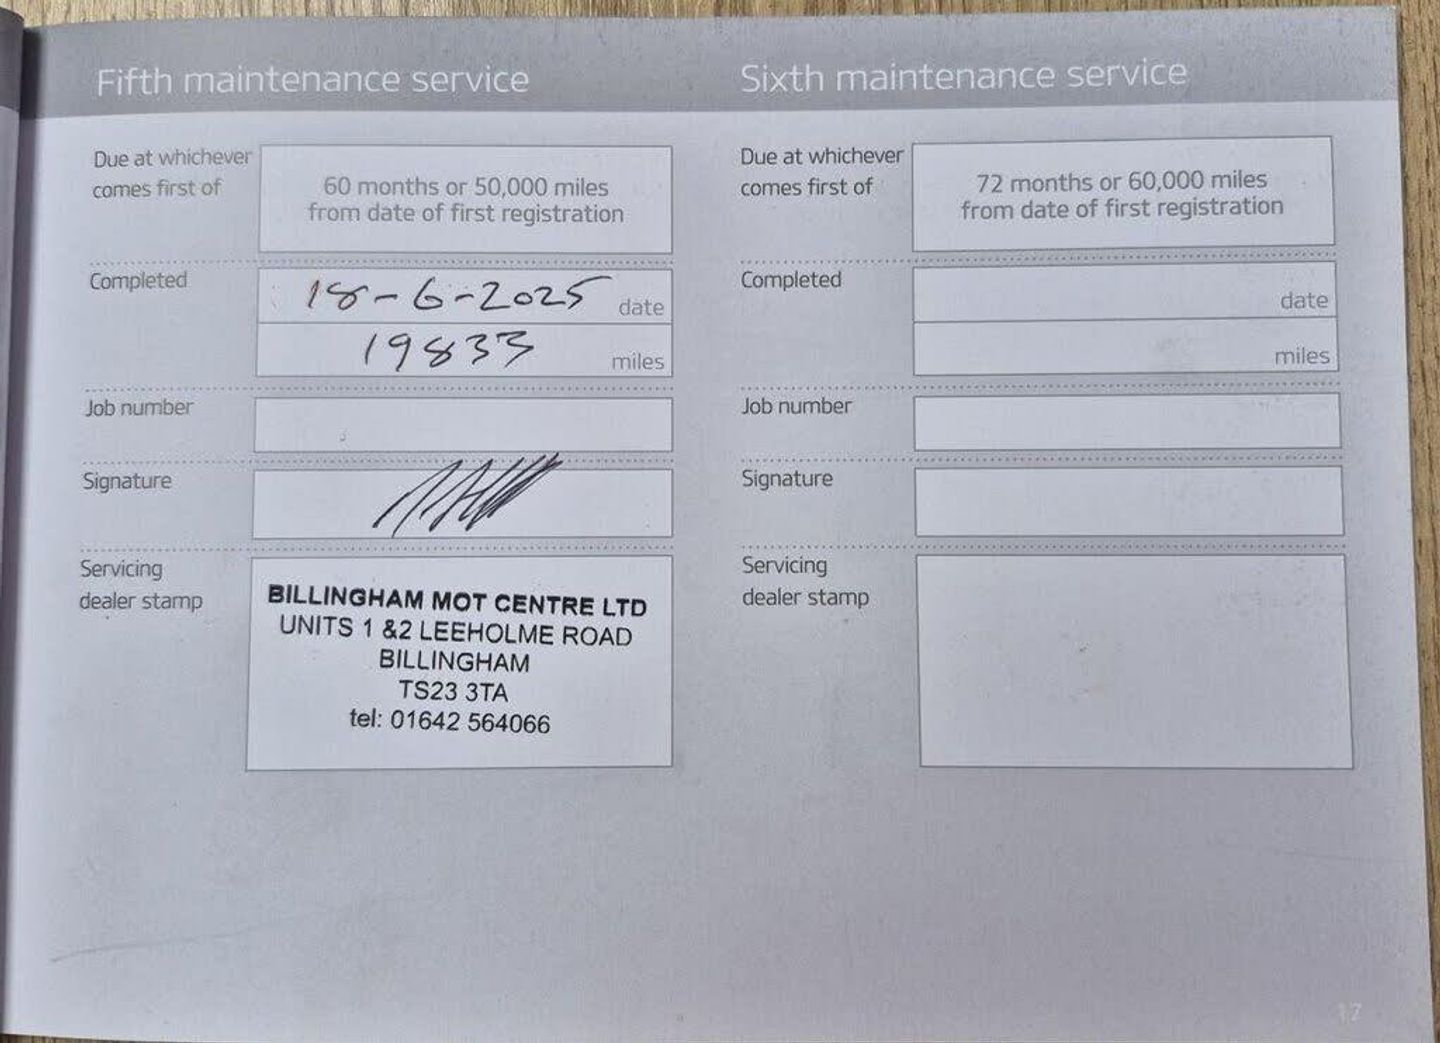 Fifth maintenance service
Due at whichever
comes first of
60 months or 50,000 miles
from date of first registration
Completed
18-6-2025 date
19833 miles
Job number
Signature
Servicing
dealer stamp
BILLINGHAM MOT CENTRE LTD
UNITS 1 &2 LEEHOLME ROAD
BILLINGHAM
TS23 3TA
tel: 01642 564066
Sixth maintenance service
Due at whichever
comes first of
72 months or 60,000 miles
from date of first registration
Completed
date
miles
Job number
Signature
Servicing
dealer stamp
17